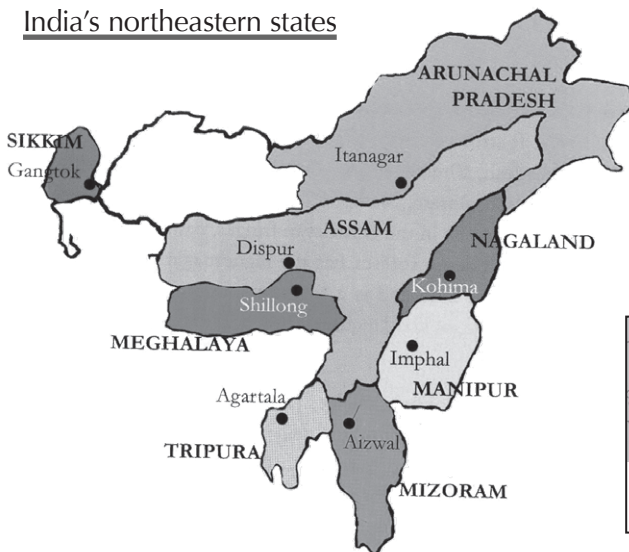 India's northeastern states
ARUNACHAL
PRADESH
SIKKIM
Gangtok
Itanagar
ASSAM
NAGALAND
Dispur
Kohima
Shillong
MEGHALAYA
Imphal
MANIPUR
Agartala
Aizwal
TRIPURA
MIZORAM